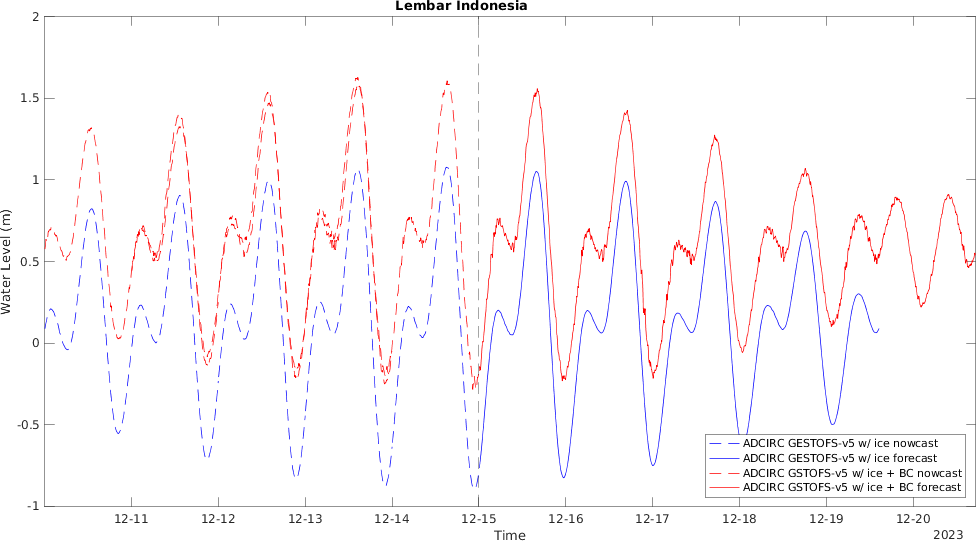 Lembar Indonesia
2
1.5
1
0.5
0
-0.5
-1
Water Level (m)
ADCIRC GESTOFS-v5 w/ ice nowcast
ADCIRC GESTOFS-v5 w/ ice forecast
ADCIRC GSTOFS-v5 w/ ice + BC nowcast
ADCIRC GSTOFS-v5 w/ ice + BC forecast
12-11 12-12 12-13 12-14 12-15 12-16 12-17 12-18 12-19 12-20
Time
2023